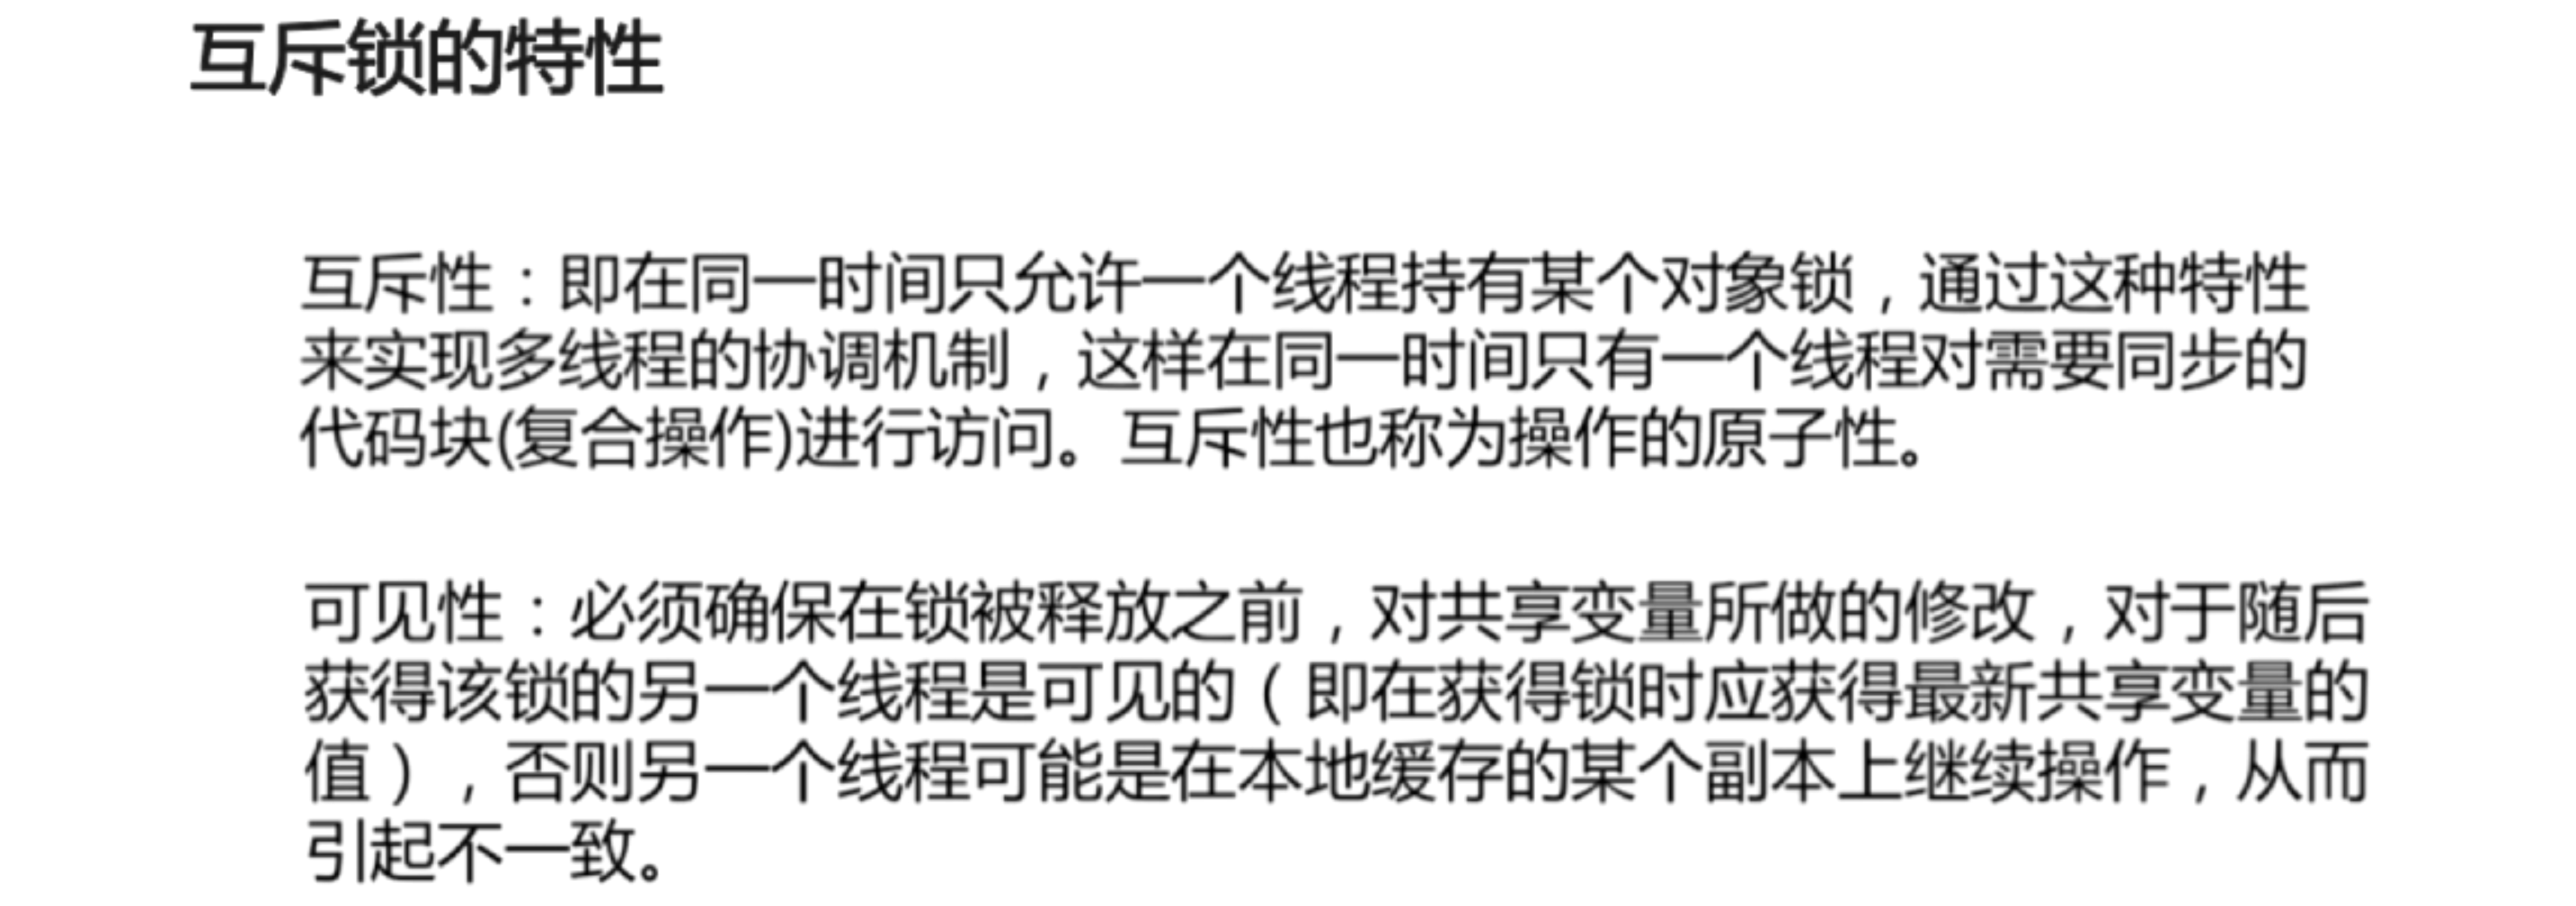 互斥锁的特性
互斥性：即在同一时间只允许一个线程持有某个对象锁，通过这种特性
来实现多线程的协调机制，这样在同一时间只有一个线程对需要同步的
代码块(复合操作)进行访问。互斥性也称为操作的原子性。
可见性：必须确保在锁被释放之前，对共享变量所做的修改，对于随后
获得该锁的另一个线程是可见的（即在获得锁时应获得最新共享变量的
值），否则另一个线程可能是在本地缓存的某个副本上继续操作，从而
引起不一致。